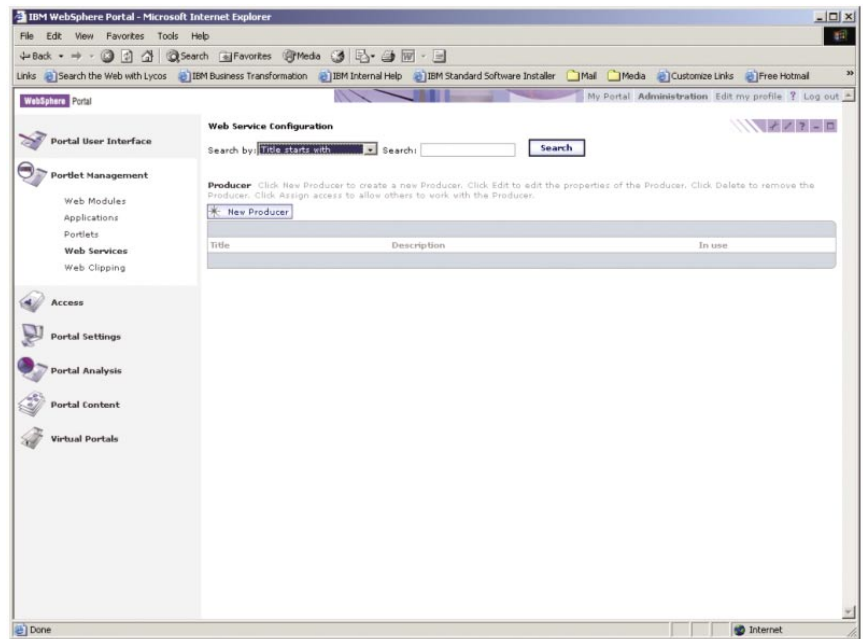 IBM WebSphere Portal - Microsoft Internet Explorer
File Edit View Favorites Tools Help
Back Search Favorites Media
Links Search the Web with Lycos IBM Business Transformation IBM Internal Help IBM Standard Software Installer Mail Media Customize Links Free Hotmail »
WebSphere Portal My Portal Administration Edit my profile ? Log out
Web Service Configuration
Search by: Title starts with Search: Search
Portal User Interface
Portlet Management
Web Modules
Applications
Portlets
Web Services
Web Clipping
Access
Portal Settings
Portal Analysis
Portal Content
Virtual Portals
Producer Click New Producer to create a new Producer. Click Edit to edit the properties of the Producer. Click Delete to remove the
Producer. Click Assign access to allow others to work with the Producer.
New Producer
Title Description In use
Done Internet